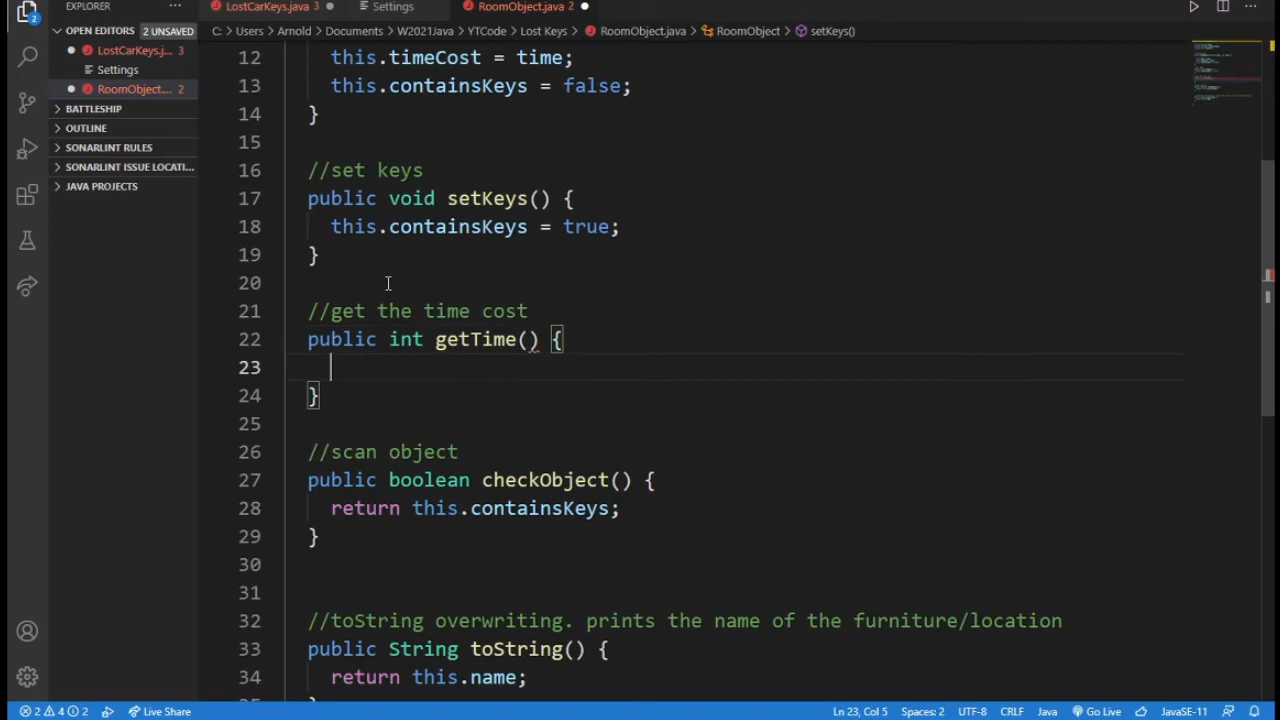 EXPLORER ···
LostCarKeys.java 3
Settings
RoomObject.java 2
OPEN EDITORS 2 UNSAVED
C: > Users > Arnold > Documents > W2021Java > YTCode > Lost Keys > RoomObject.java > RoomObject > setKeys()
LostCarKeys.j... 3
Settings
RoomObject.... 2
BATTLESHIP
OUTLINE
SONARLINT RULES
SONARLINT ISSUE LOCATI...
JAVA PROJECTS
2
12 this.timeCost = time;
13 this.containsKeys = false;
14 }
15
16 //set keys
17 public void setKeys() {
18 this.containsKeys = true;
19 }
20
21 //get the time cost
22 public int getTime() {
23
24 }
25
26 //scan object
27 public boolean checkObject() {
28 return this.containsKeys;
29 }
30
31
32 //toString overwriting. prints the name of the furniture/location
33 public String toString() {
34 return this.name;
2 4 2 Live Share Ln 23, Col 5 Spaces: 2 UTF-8 CRLF Java Go Live JavaSE-11